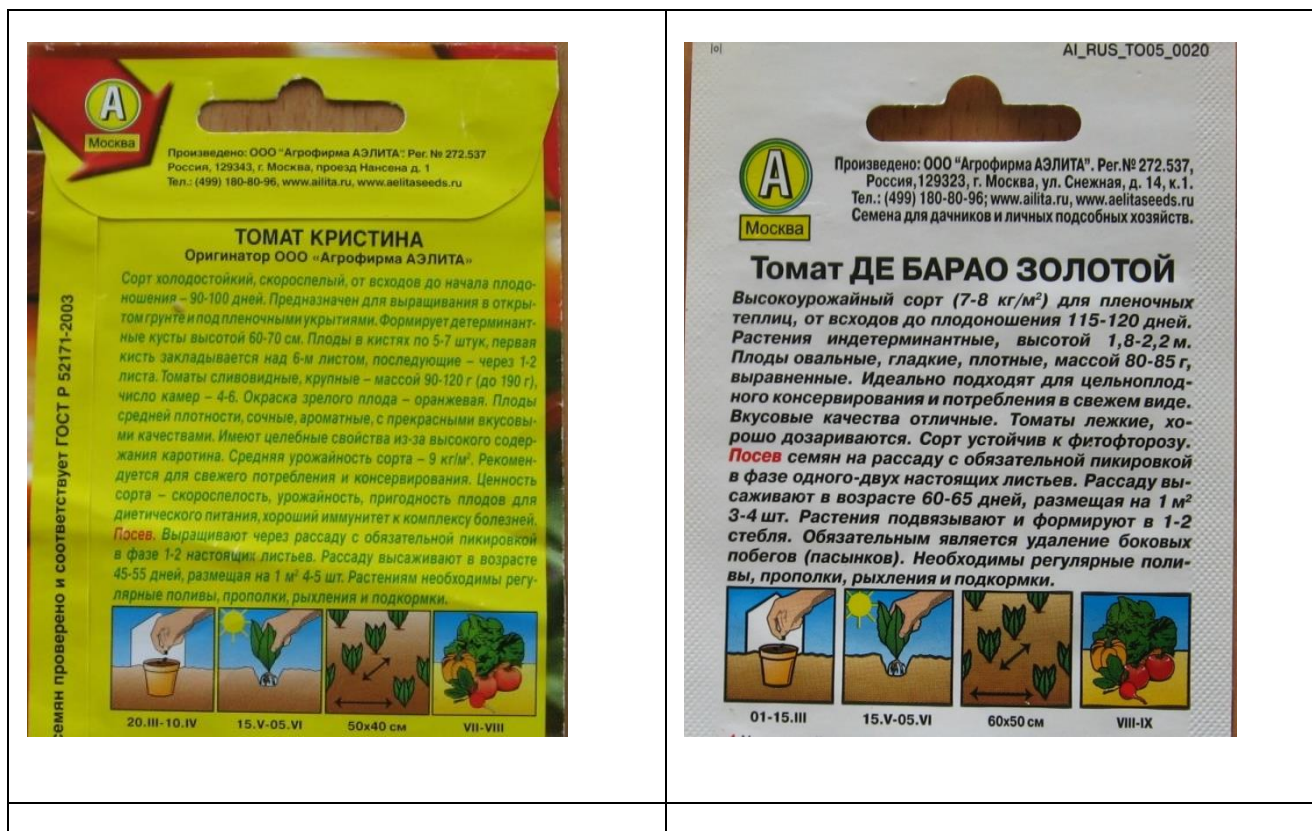 А
Москва
Произведено: ООО "Агрофирма АЭЛИТА". Рег. № 272.537
Россия, 129343, г. Москва, проезд Нансена д. 1
Тел.: (499) 180-80-96, www.ailita.ru, www.aelitaseeds.ru
ТОМАТ КРИСТИНА
Оригинатор ООО «Агрофирма АЭЛИТА»
Сорт холодостойкий, скороспелый, от всходов до начала плодо-
ношения – 90-100 дней. Предназначен для выращивания в откры-
том грунте и под пленочными укрытиями. Формирует детерминант-
ные кусты высотой 60-70 см. Плоды в кистях по 5-7 штук, первая
кисть закладывается над 6-м листом, последующие – через 1-2
листа. Томаты сливовидные, крупные – массой 90-120 г (до 190 г),
число камер – 4-6. Окраска зрелого плода – оранжевая. Плоды
средней плотности, сочные, ароматные, с прекрасными вкусовы-
ми качествами. Имеют целебные свойства из-за высокого содер-
жания каротина. Средняя урожайность сорта – 9 кг/м². Рекомен-
дуется для свежего потребления и консервирования. Ценность
сорта – скороспелость, урожайность, пригодность плодов для
диетического питания, хороший иммунитет к комплексу болезней.
Посев. Выращивают через рассаду с обязательной пикировкой
в фазе 1-2 настоящих листьев. Рассаду высаживают в возрасте
45-55 дней, размещая на 1 м² 4-5 шт. Растениям необходимы регу-
лярные поливы, прополки, рыхления и подкормки.
20.III-10.IV 15.V-05.VI 50х40 см VII-VIII
емян проверено и соответствует ГОСТ Р 52171-2003
AI_RUS_TO05_0020
А
Москва
Произведено: ООО "Агрофирма АЭЛИТА". Рег.№ 272.537,
Россия,129323, г. Москва, ул. Снежная, д. 14, к.1.
Тел.: (499) 180-80-96; www.ailita.ru, www.aelitaseeds.ru
Семена для дачников и личных подсобных хозяйств.
Томат ДЕ БАРАО ЗОЛОТОЙ
Высокоурожайный сорт (7-8 кг/м²) для пленочных
теплиц, от всходов до плодоношения 115-120 дней.
Растения индетерминантные, высотой 1,8-2,2 м.
Плоды овальные, гладкие, плотные, массой 80-85 г,
выравненные. Идеально подходят для цельноплод-
ного консервирования и потребления в свежем виде.
Вкусовые качества отличные. Томаты лежкие, хо-
рошо дозариваются. Сорт устойчив к фитофторозу.
Посев семян на рассаду с обязательной пикировкой
в фазе одного-двух настоящих листьев. Рассаду вы-
саживают в возрасте 60-65 дней, размещая на 1 м²
3-4 шт. Растения подвязывают и формируют в 1-2
стебля. Обязательным является удаление боковых
побегов (пасынков). Необходимы регулярные поли-
вы, прополки, рыхления и подкормки.
01-15.III 15.V-05.VI 60х50 см VIII-IX